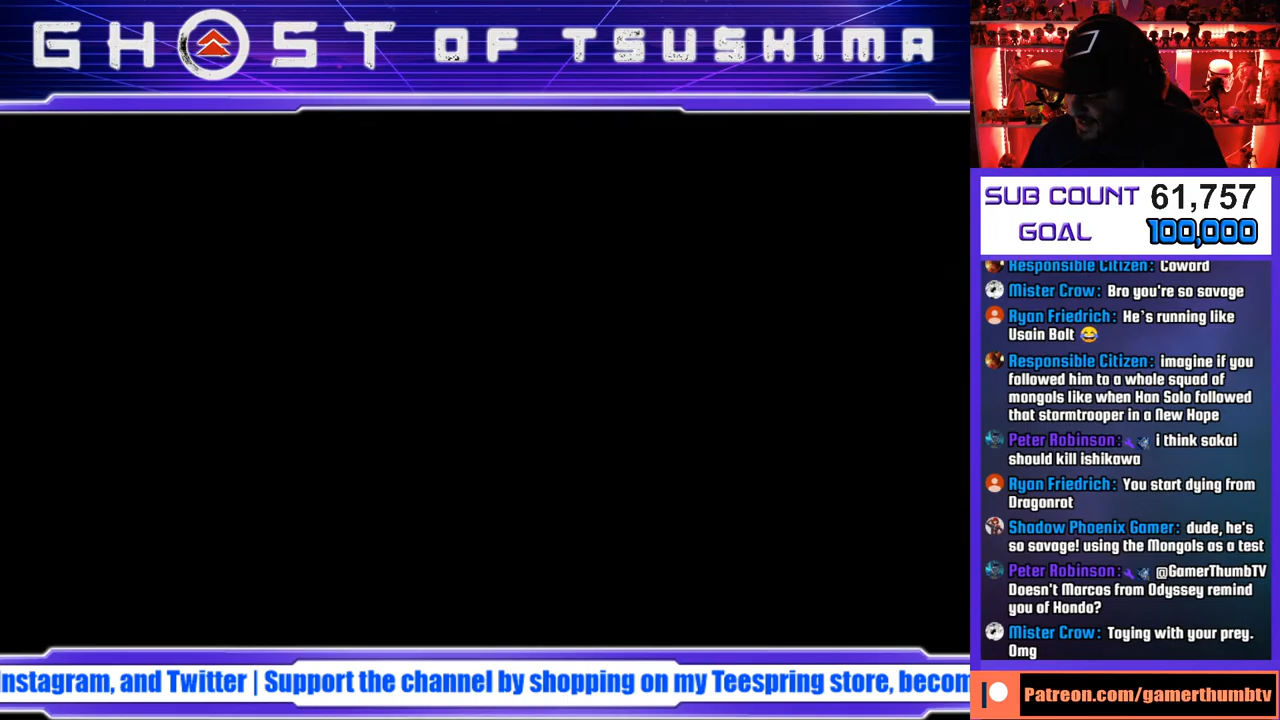 GHOST OF TSUSHIMA
SUB COUNT 61,757
GOAL 100,000
Responsible Citizen: Coward
Mister Crow: Bro you're so savage
Ryan Friedrich: He's running like
Usain Bolt 😂
Responsible Citizen: imagine if you
followed him to a whole squad of
mongols like when Han Solo followed
that stormtrooper in a New Hope
Peter Robinson: i think sakai
should kill ishikawa
Ryan Friedrich: You start dying from
Dragonrot
Shadow Phoenix Gamer: dude, he's
so savage! using the Mongols as a test
Peter Robinson: @GamerThumbTV
Doesn't Marcos from Odyssey remind
you of Hondo?
Mister Crow: Toying with your prey.
Omg
Instagram, and Twitter | Support the channel by shopping on my Teespring store, becom
Patreon.com/gamerthumbtv